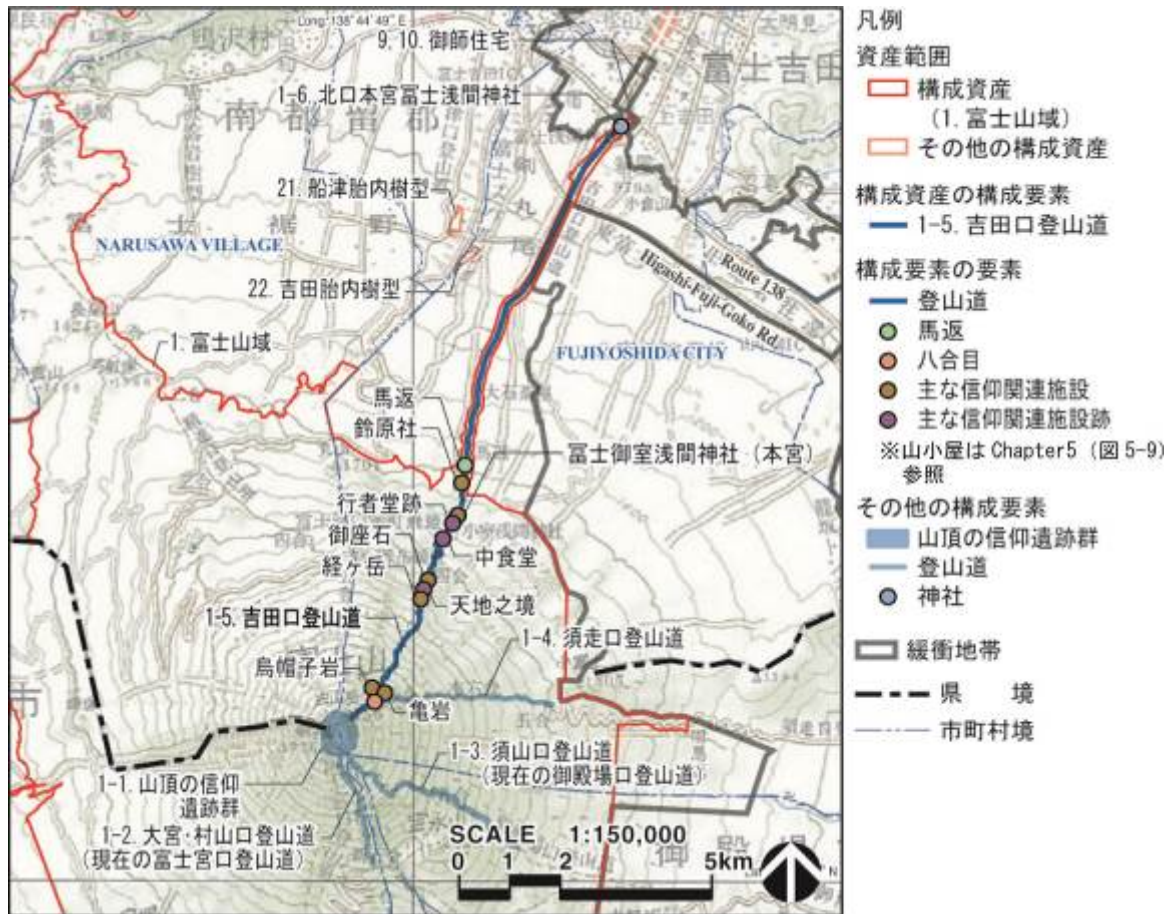 Long: 138° 44' 49" E
鳴沢村
9, 10. 御師住宅
富士吉田
1-6. 北口本宮冨士浅間神社
南都留郡
21. 船津胎内樹型
NARUSAWA VILLAGE
22. 吉田胎内樹型
Route 138
Higashi-Fuji-Goko Rd.
FUJIYOSHIDA CITY
1. 富士山域
馬返
鈴原社
冨士御室浅間神社（本宮）
行者堂跡
御座石
中食堂
経ヶ岳
天地之境
1-5. 吉田口登山道
1-4. 須走口登山道
烏帽子岩
亀岩
1-3. 須山口登山道
（現在の御殿場口登山道）
1-1. 山頂の信仰
遺跡群
1-2. 大宮・村山口登山道
（現在の富士宮口登山道）
市
御殿場
SCALE 1:150,000
0 1 2 5km
N
凡例
資産範囲
構成資産
（1. 富士山域）
その他の構成資産
構成資産の構成要素
1-5. 吉田口登山道
構成要素の要素
登山道
馬返
八合目
主な信仰関連施設
主な信仰関連施設跡
※山小屋は Chapter5（図 5-9）
参照
その他の構成要素
山頂の信仰遺跡群
登山道
神社
緩衝地帯
県境
市町村境